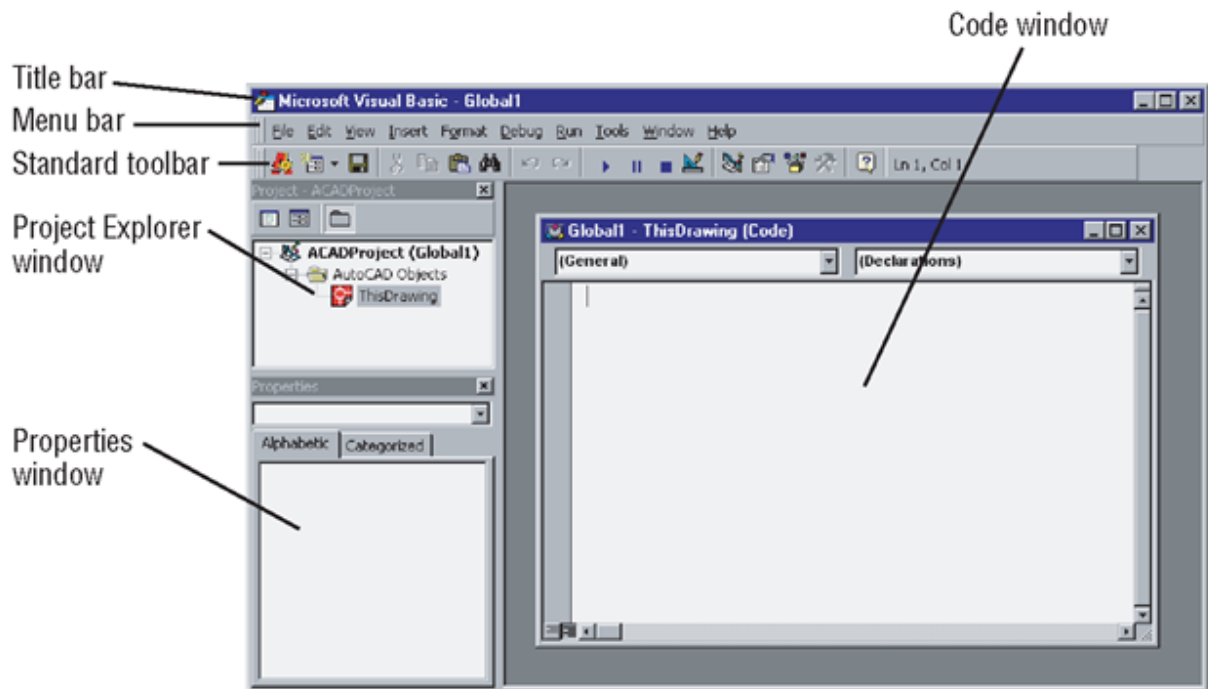 Code window
Title bar
Microsoft Visual Basic - Global1
Menu bar
File Edit View Insert Format Debug Run Tools Window Help
Standard toolbar
Ln 1, Col 1
Project - ACADProject
Project Explorer
window
ACADProject (Global1)
AutoCAD Objects
ThisDrawing
Global1 - ThisDrawing (Code)
(General) (Declarations)
Properties
Alphabetic Categorized
Properties
window